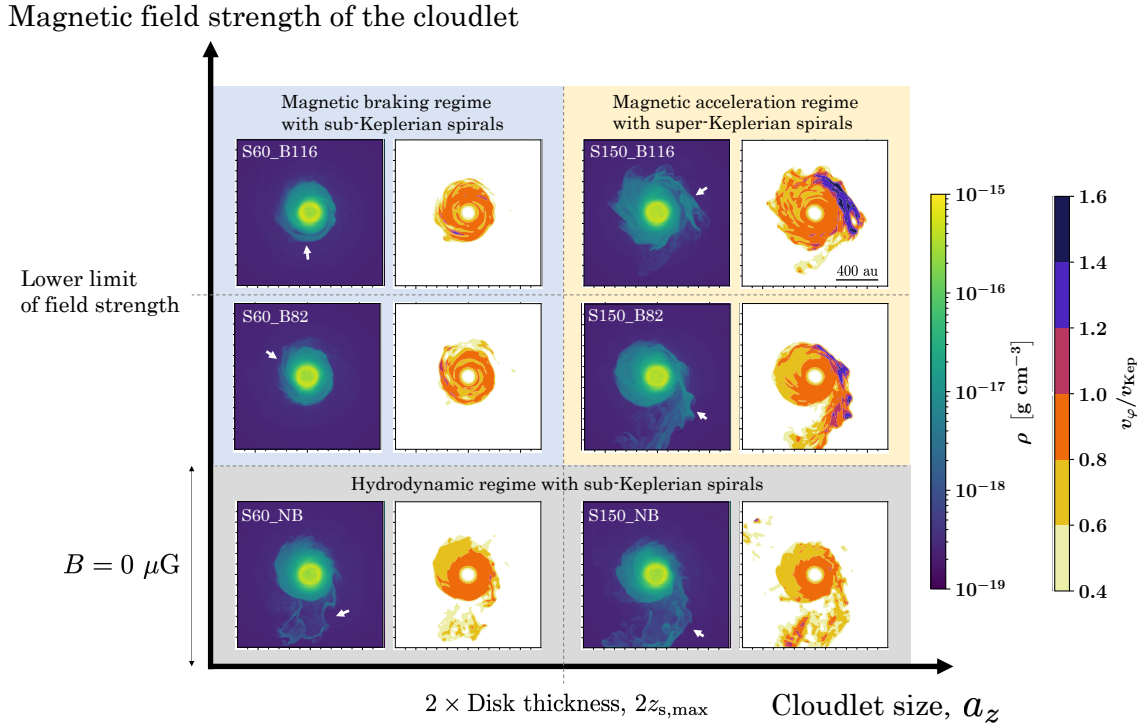 Magnetic field strength of the cloudlet
Magnetic braking regime
with sub-Keplerian spirals
Magnetic acceleration regime
with super-Keplerian spirals
S60_B116
S150_B116
400 au
Lower limit
of field strength
S60_B82
S150_B82
Hydrodynamic regime with sub-Keplerian spirals
S60_NB
S150_NB
B = 0 μG
2 × Disk thickness, 2z_{s,max}
Cloudlet size, a_z
10^{-15}
10^{-16}
10^{-17}
10^{-18}
10^{-19}
ρ [g cm^{-3}]
1.6
1.4
1.2
1.0
0.8
0.6
0.4
v_φ/v_{Kep}